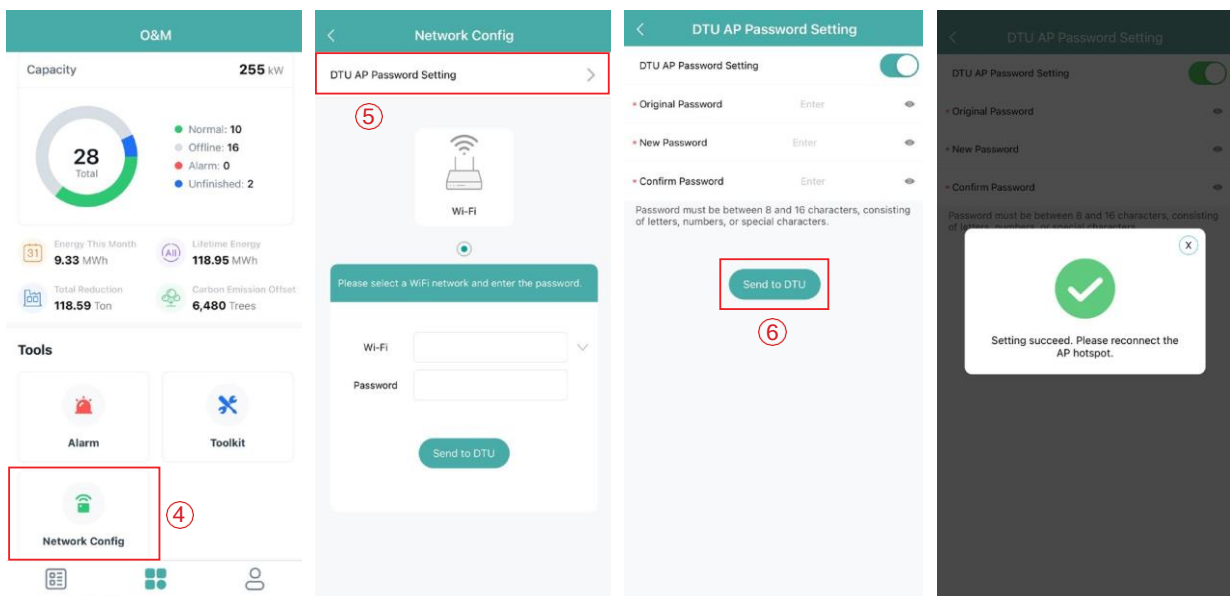 O&M
Capacity
255 kW
28
Total
Normal: 10
Offline: 16
Alarm: 0
Unfinished: 2
31
Energy This Month
9.33 MWh
All
Lifetime Energy
118.95 MWh
Total Reduction
118.59 Ton
Carbon Emission Offset
6,480 Trees
Tools
Alarm
Toolkit
Network Config
④
Network Config
DTU AP Password Setting
⑤
Wi-Fi
Please select a WiFi network and enter the password.
Wi-Fi
Password
Send to DTU
DTU AP Password Setting
DTU AP Password Setting
* Original Password
Enter
* New Password
Enter
* Confirm Password
Enter
Password must be between 8 and 16 characters, consisting
of letters, numbers, or special characters.
Send to DTU
⑥
DTU AP Password Setting
DTU AP Password Setting
* Original Password
* New Password
* Confirm Password
Password must be between 8 and 16 characters, consisting
of letters, numbers, or special characters.
X
Setting succeed. Please reconnect the
AP hotspot.